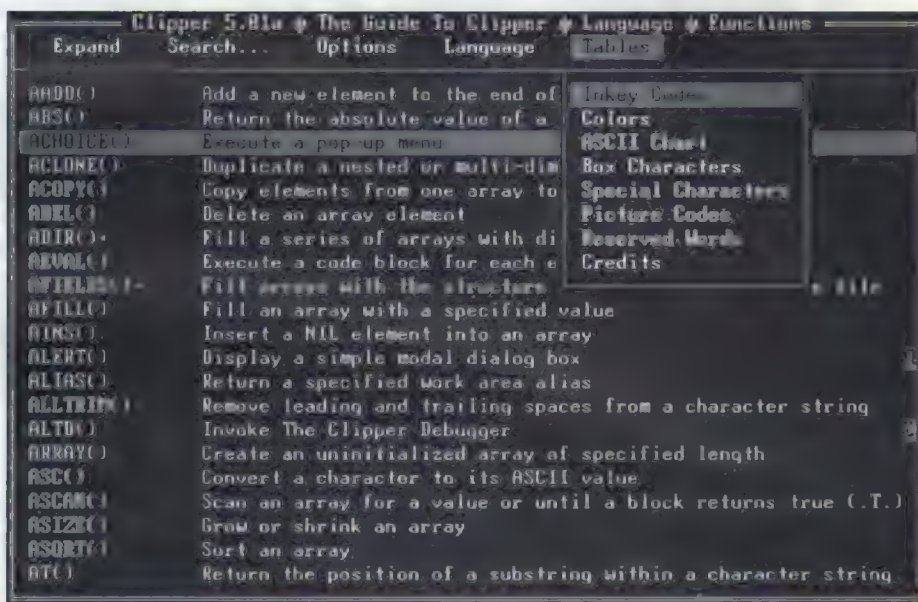 Clipper 5.01a ♦ The Guide To Clipper ♦ Language ♦ Functions
Expand Search... Options Language Tables
AADD() Add a new element to the end of Inkey Codes
ABS() Return the absolute value of a Colors
ACHOICE() Execute a pop-up menu ASCII Chart
ACLONE() Duplicate a nested or multi-dim Box Characters
ACOPY() Copy elements from one array to Special Characters
ADEL() Delete an array element Picture Codes
ADIR()* Fill a series of arrays with di Reserved Words
AEVAL() Execute a code block for each e Credits
AFIELDS()* Fill arrays with the structure e file
AFILL() Fill an array with a specified value
AINS() Insert a NIL element into an array
ALERT() Display a simple modal dialog box
ALIAS() Return a specified work area alias
ALLTRIM() Remove leading and trailing spaces from a character string
ALTD() Invoke The Clipper Debugger
ARRAY() Create an uninitialized array of specified length
ASC() Convert a character to its ASCII value
ASCAN() Scan an array for a value or until a block returns true (.T.)
ASIZE() Grow or shrink an array
ASORT() Sort an array
AT() Return the position of a substring within a character string